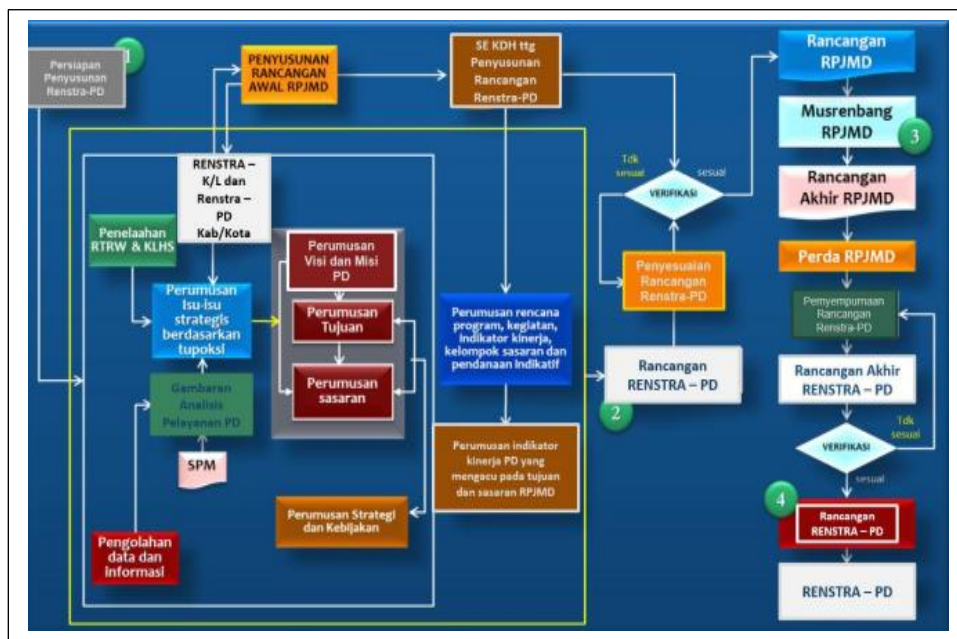 1
Persiapan
Penyusunan
Renstra-PD
PENYUSUNAN
RANCANGAN
AWAL RPJMD
SE KDH ttg
Penyusunan
Rancangan
Renstra-PD
RENSTRA –
K/L dan
Renstra –
PD
Kab/Kota
Penelaahan
RTRW & KLHS
Perumusan
Isu-isu
strategis
berdasarkan
tupoksi
Gambaran
Analisis
Pelayanan PD
SPM
Pengolahan
data dan
informasi
Perumusan
Visi dan Misi
PD
Perumusan
Tujuan
Perumusan
sasaran
Perumusan Strategi
dan Kebijakan
Perumusan rencana
program, kegiatan,
indikator kinerja,
kelompok sasaran dan
pendanaan indikatif
Perumusan indikator
kinerja PD yang
mengacu pada tujuan
dan sasaran RPJMD
Tdk
sesuai
sesuai
VERIFIKASI
Penyesuaian
Rancangan
Renstra-PD
Rancangan
RENSTRA – PD
2
Rancangan
RPJMD
Musrenbang
RPJMD
3
Rancangan
Akhir RPJMD
Perda RPJMD
Penyempurnaan
Rancangan
Renstra-PD
Rancangan Akhir
RENSTRA – PD
Tdk
sesuai
VERIFIKASI
sesuai
4
Rancangan
RENSTRA – PD
RENSTRA – PD